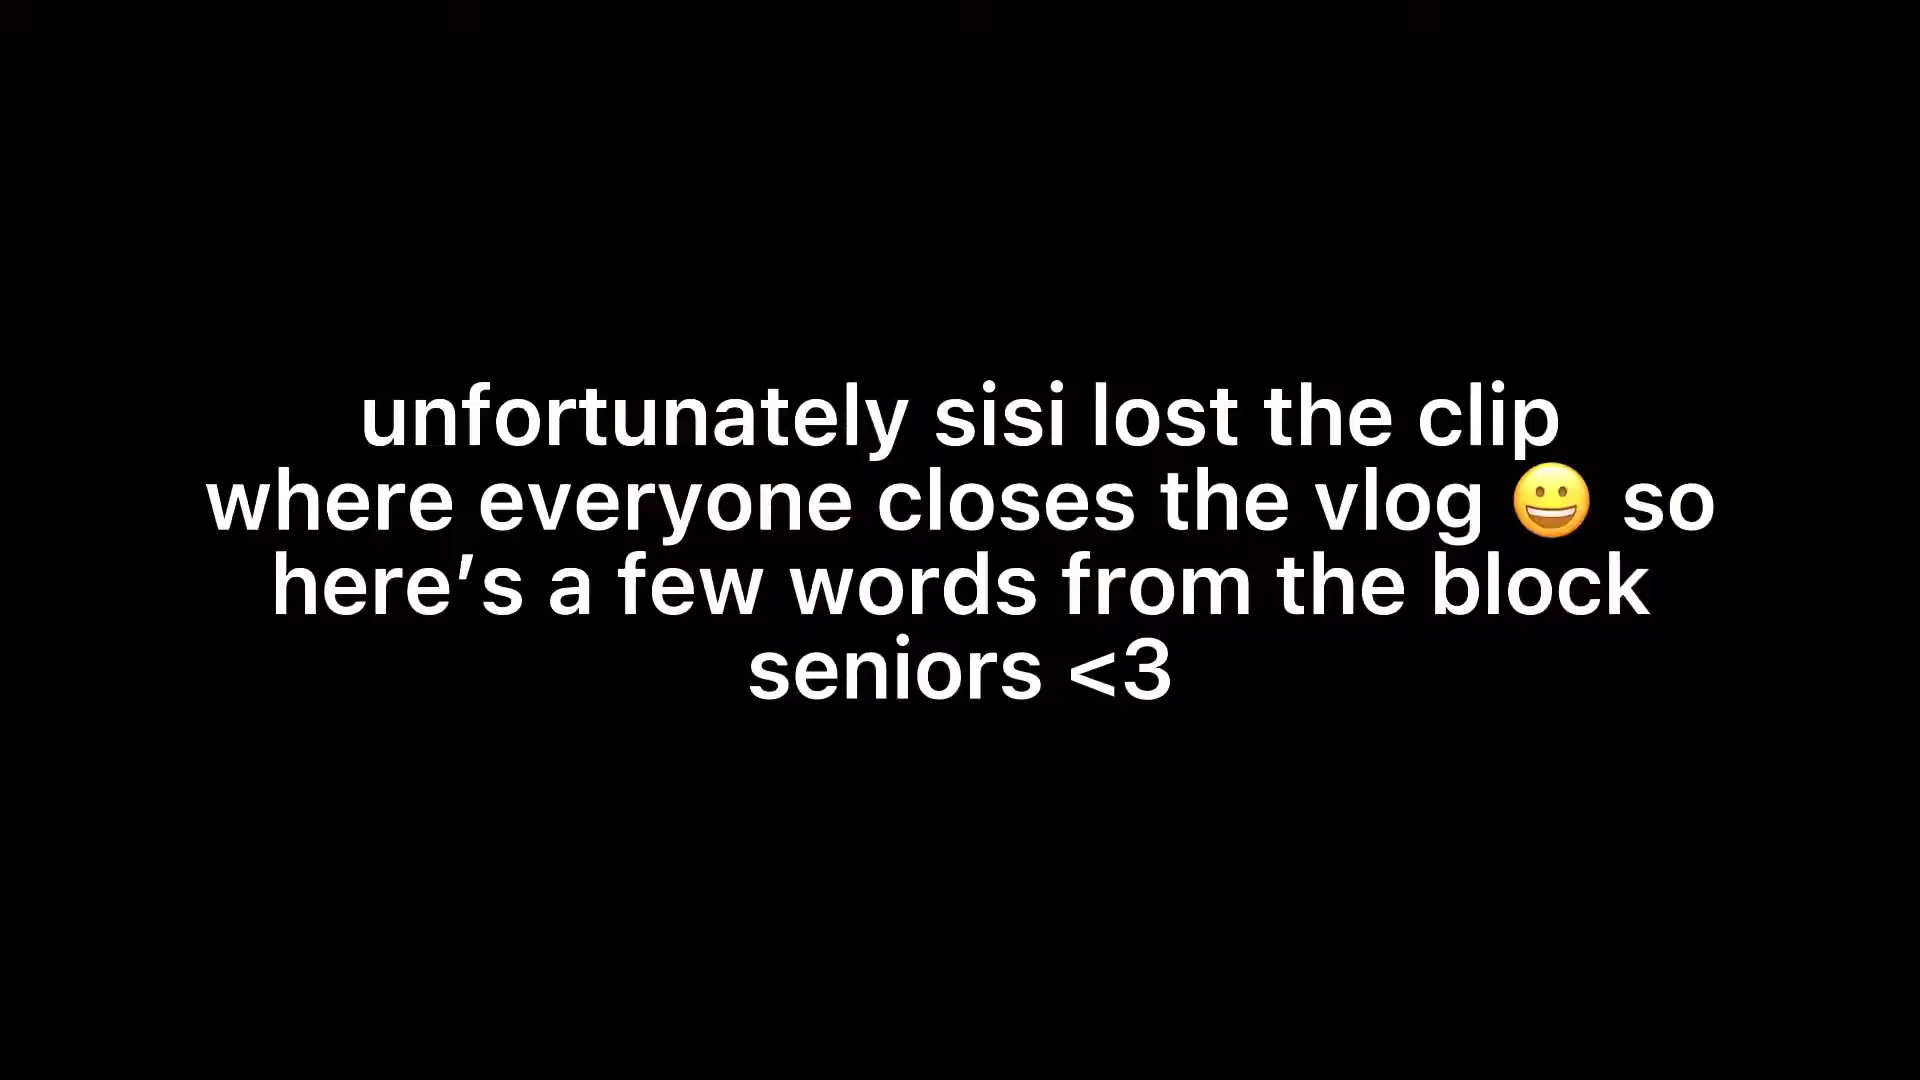 unfortunately sisi lost the clip
where everyone closes the vlog 😀 so
here’s a few words from the block
seniors <3